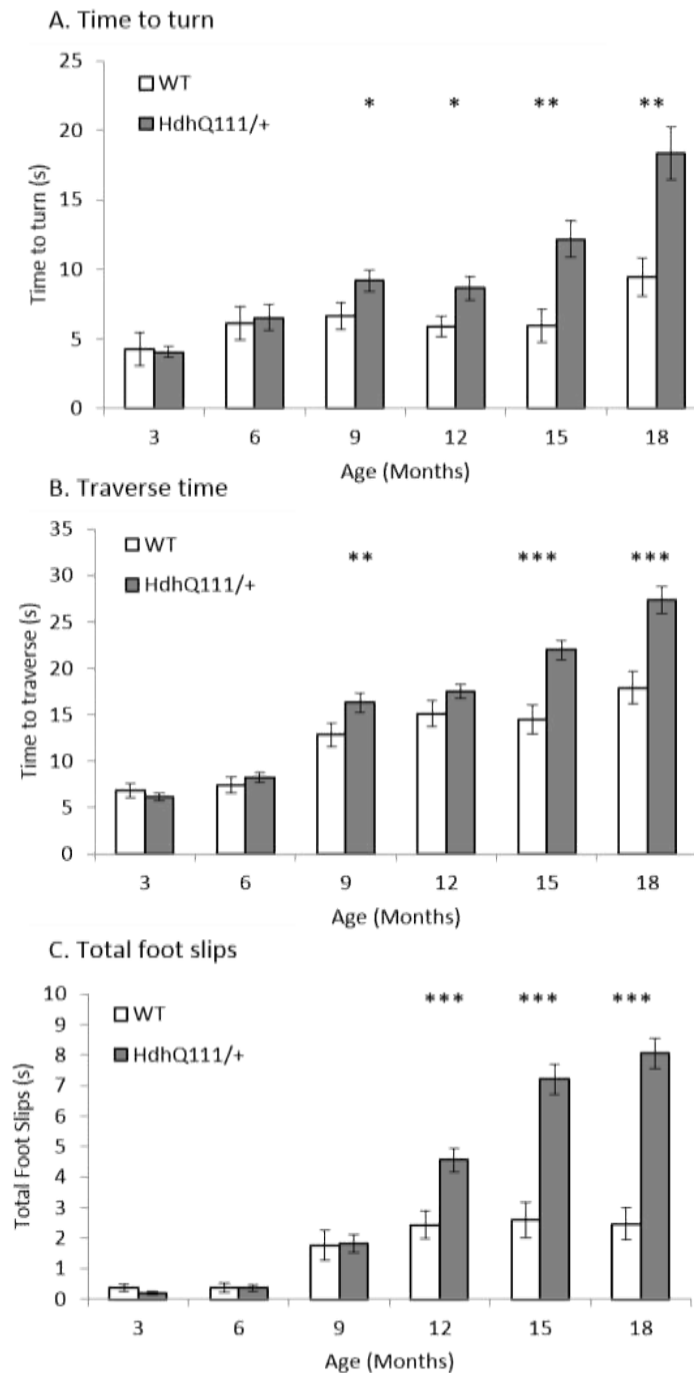 A. Time to turn
25
20
15
10
5
0
Time to turn (s)
WT
HdhQ111/+
* * ** **
3 6 9 12 15 18
Age (Months)
B. Traverse time
35
30
25
20
15
10
5
0
Time to traverse (s)
WT
HdhQ111/+
** *** ***
3 6 9 12 15 18
Age (Months)
C. Total foot slips
10
9
8
7
6
5
4
3
2
1
0
Total Foot Slips (s)
WT
HdhQ111/+
*** *** ***
3 6 9 12 15 18
Age (Months)